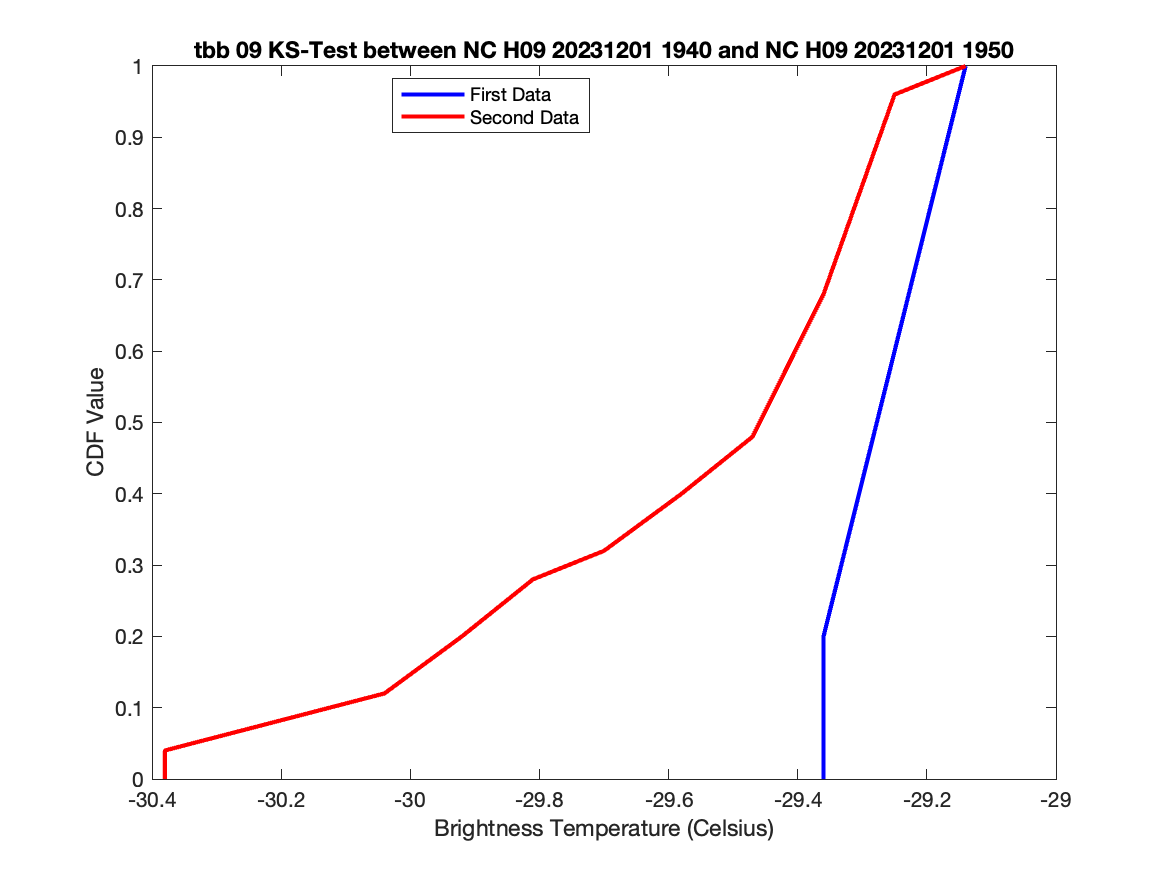 tbb 09 KS-Test between NC H09 20231201 1940 and NC H09 20231201 1950
First Data
Second Data
1
0.9
0.8
0.7
0.6
0.5
0.4
0.3
0.2
0.1
0
CDF Value
-30.4 -30.2 -30 -29.8 -29.6 -29.4 -29.2 -29
Brightness Temperature (Celsius)